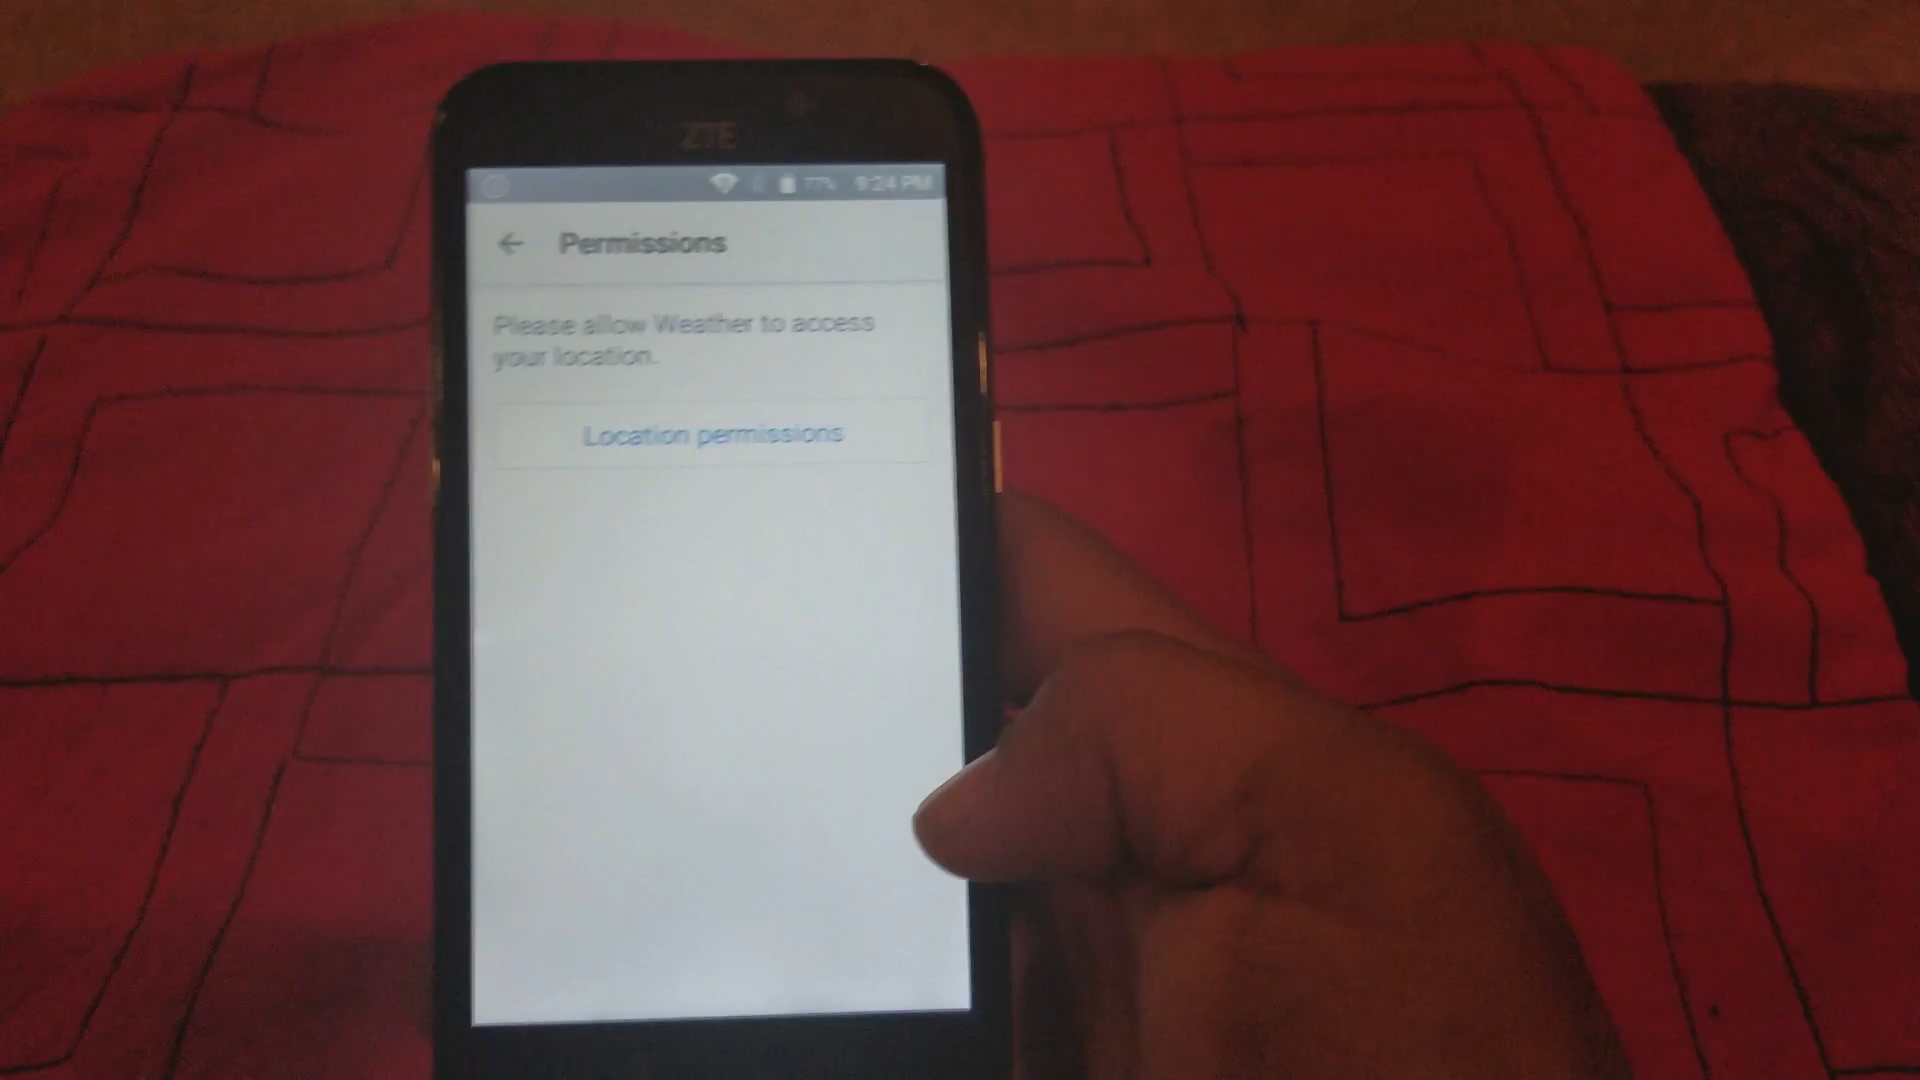 ZTE
77% 9:24 PM
Permissions
Please allow Weather to access
your location.
Location permissions